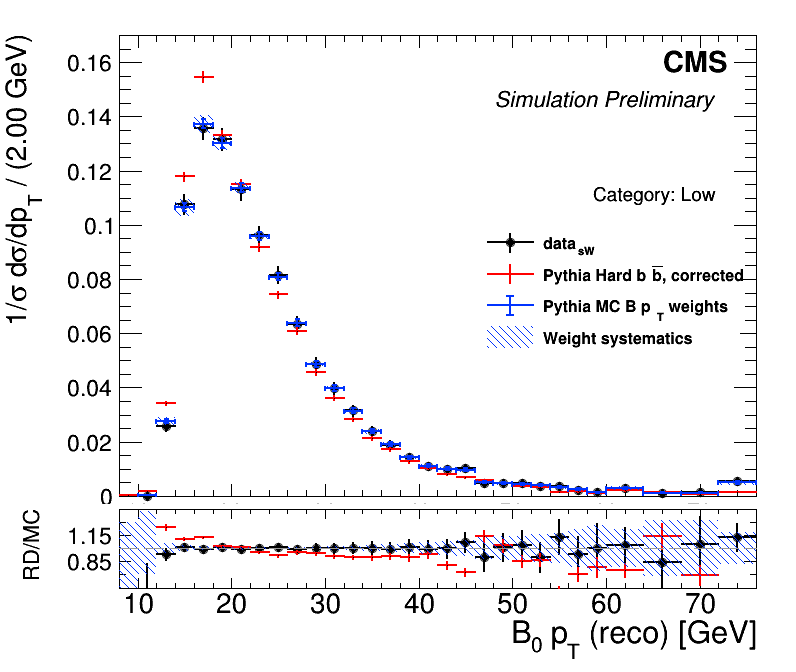 CMS
Simulation Preliminary
Category: Low
data_sW
Pythia Hard b b̅, corrected
Pythia MC B p_T weights
Weight systematics
1/σ dσ/dp_T / (2.00 GeV)
0.16
0.14
0.12
0.1
0.08
0.06
0.04
0.02
0
RD/MC
1.15
0.85
10 20 30 40 50 60 70
B_0 p_T (reco) [GeV]